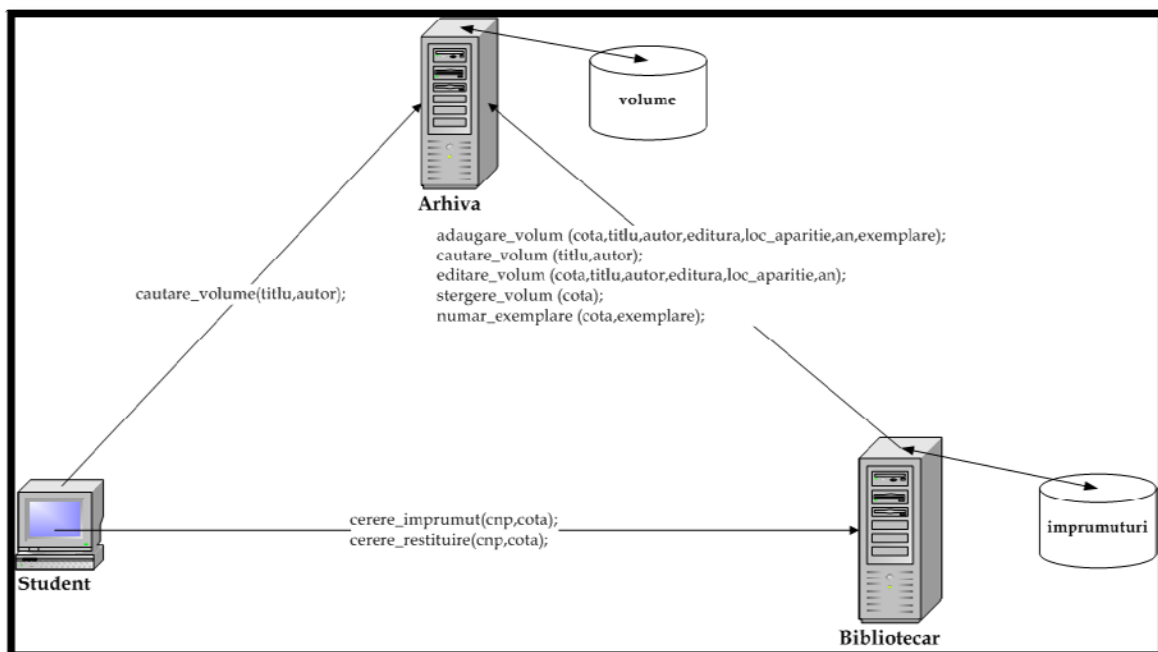 volume
Arhiva
adaugare_volum (cota,titlu,autor,editura,loc_aparitie,an,exemplare);
cautare_volum (titlu,autor);
editare_volum (cota,titlu,autor,editura,loc_aparitie,an);
stergere_volum (cota);
numar_exemplare (cota,exemplare);
cautare_volume(titlu,autor);
cerere_imprumut(cnp,cota);
cerere_restituire(cnp,cota);
imprumuturi
Student
Bibliotecar